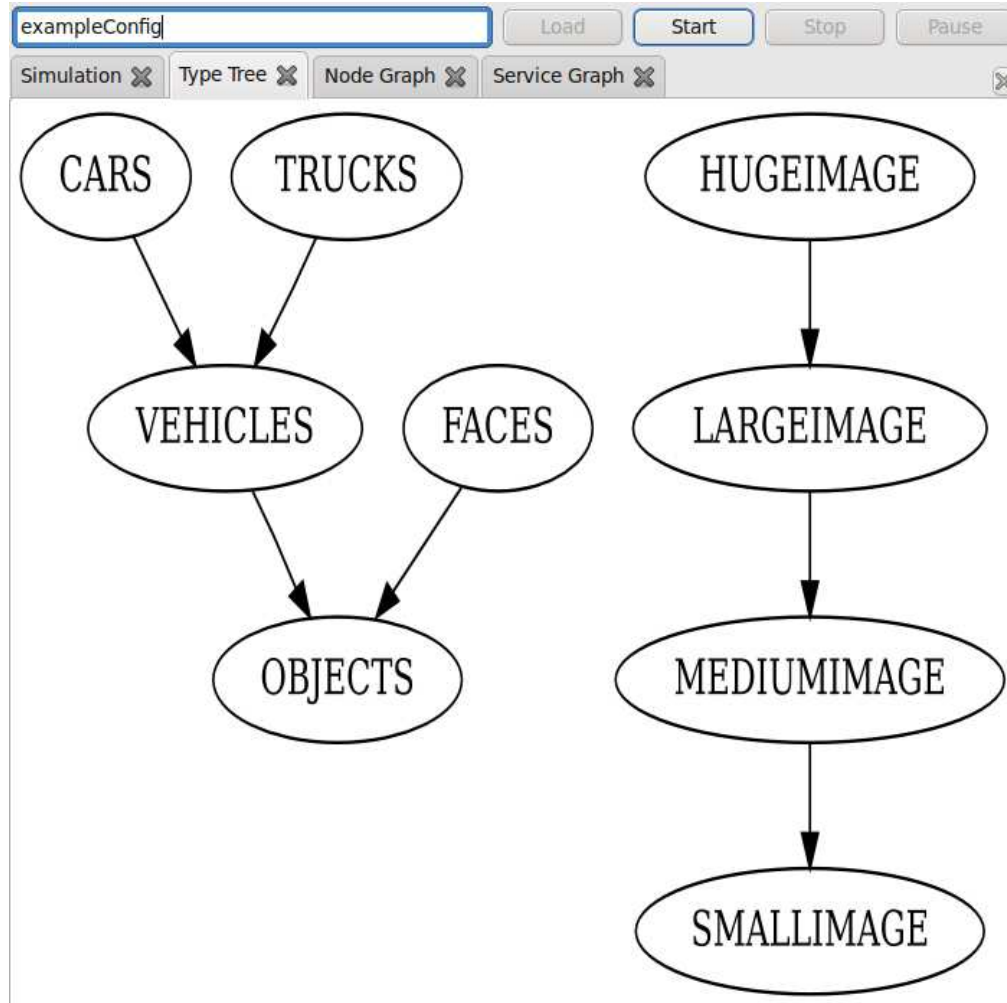 exampleConfig Load Start Stop Pause
Simulation Type Tree Node Graph Service Graph
CARS TRUCKS HUGEIMAGE
VEHICLES FACES LARGEIMAGE
OBJECTS MEDIUMIMAGE
SMALLIMAGE